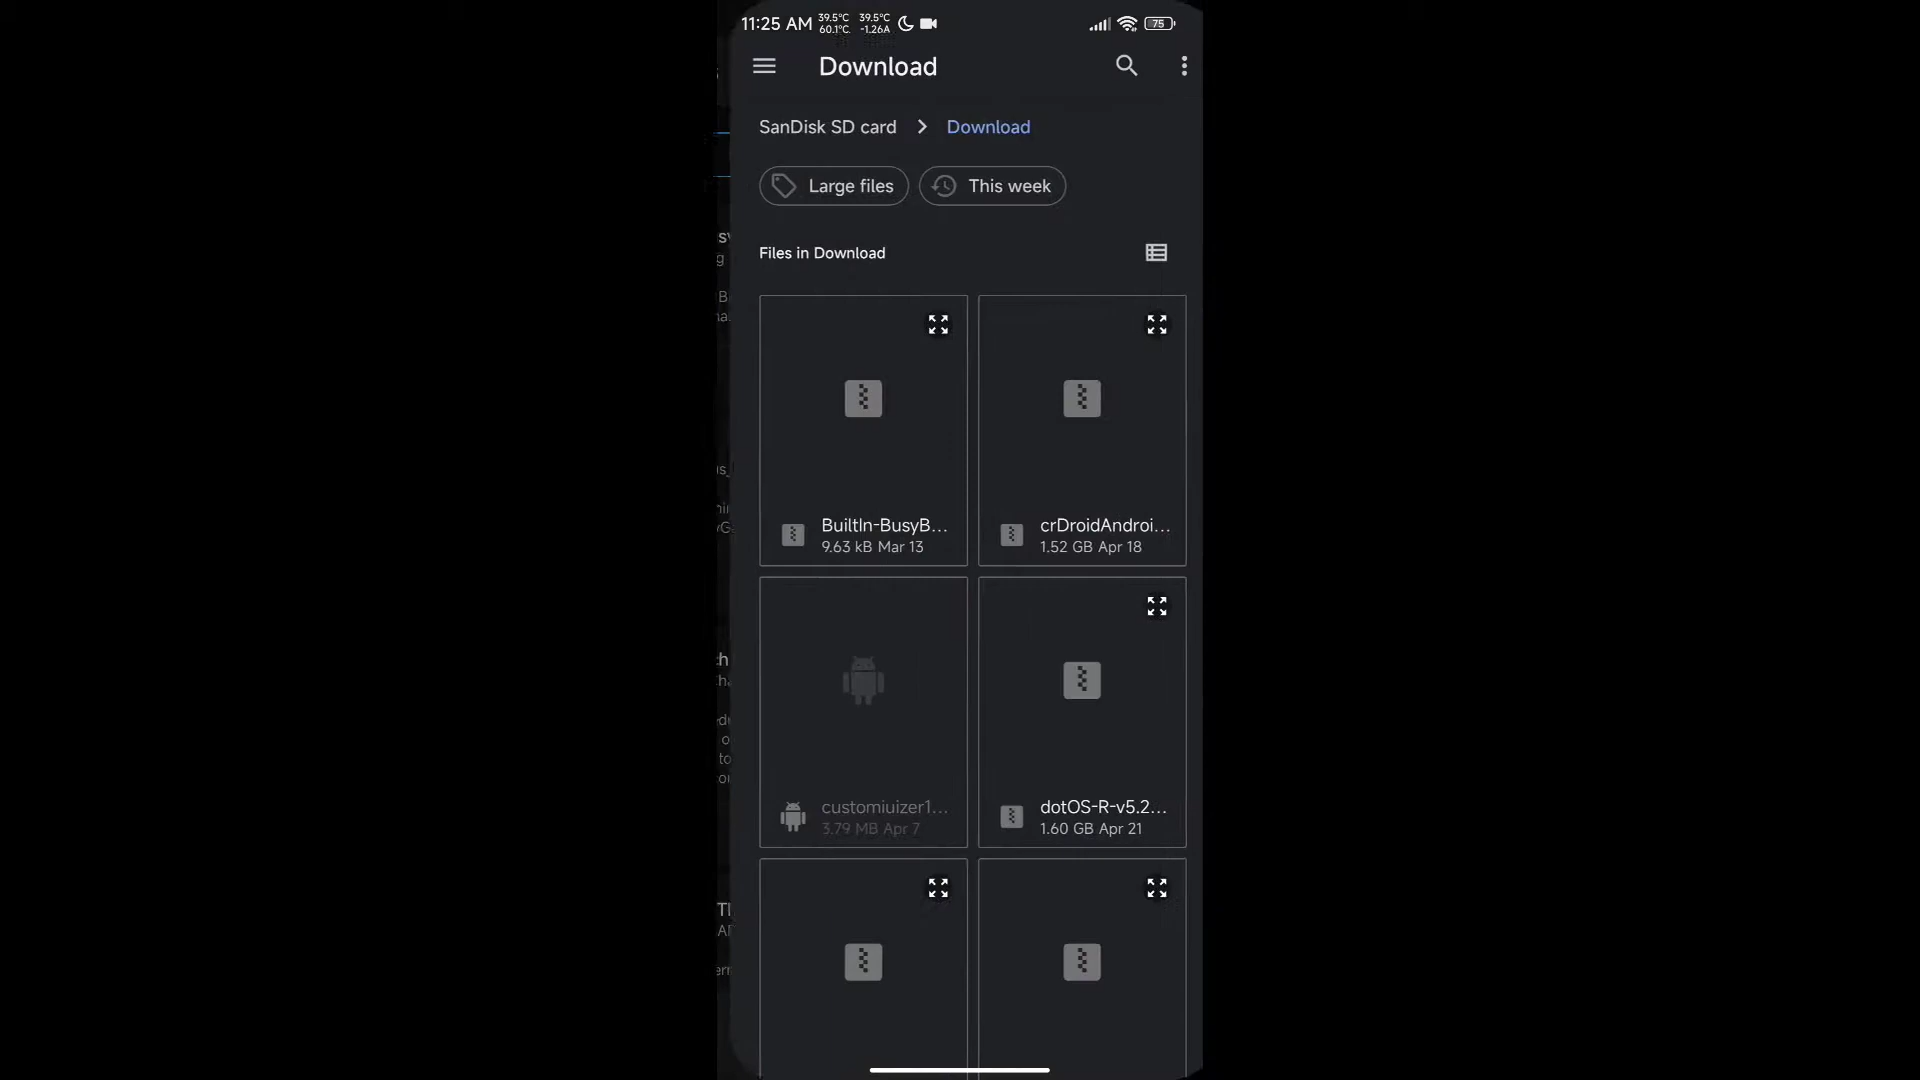 11:25 AM 39.5°C 60.1°C 39.5°C -1.26A 75
Download
SanDisk SD card Download
Large files This week
Files in Download
BuiltIn-BusyB...
9.63 kB Mar 13
crDroidAndroi...
1.52 GB Apr 18
customiuizer1...
3.79 MB Apr 7
dotOS-R-v5.2...
1.60 GB Apr 21